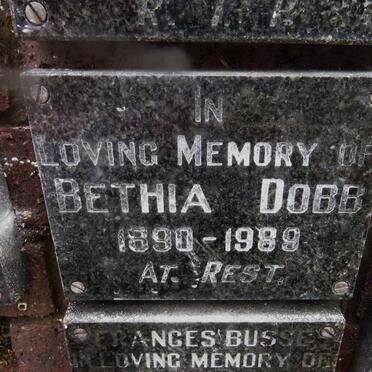 R I P
IN
LOVING MEMORY OF
BETHIA DOBB
1890-1989
AT. REST.
FRANCES BUSSE
IN LOVING MEMORY OF